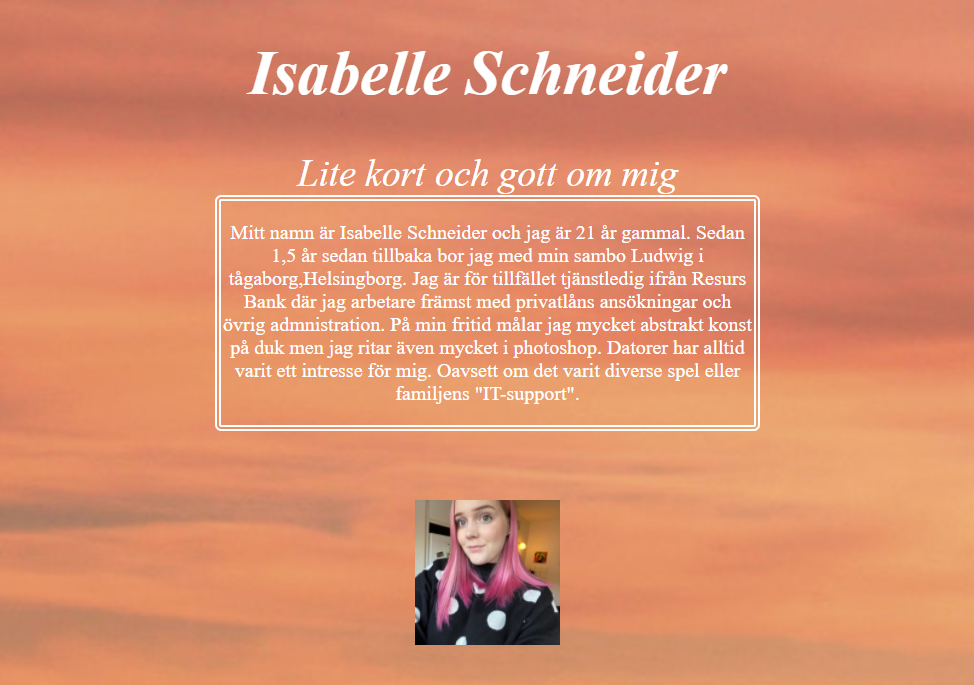 Isabelle Schneider
Lite kort och gott om mig
Mitt namn är Isabelle Schneider och jag är 21 år gammal. Sedan
1,5 år sedan tillbaka bor jag med min sambo Ludwig i
tågaborg,Helsingborg. Jag är för tillfället tjänstledig ifrån Resurs
Bank där jag arbetare främst med privatlåns ansökningar och
övrig admnistration. På min fritid målar jag mycket abstrakt konst
på duk men jag ritar även mycket i photoshop. Datorer har alltid
varit ett intresse för mig. Oavsett om det varit diverse spel eller
familjens "IT-support".